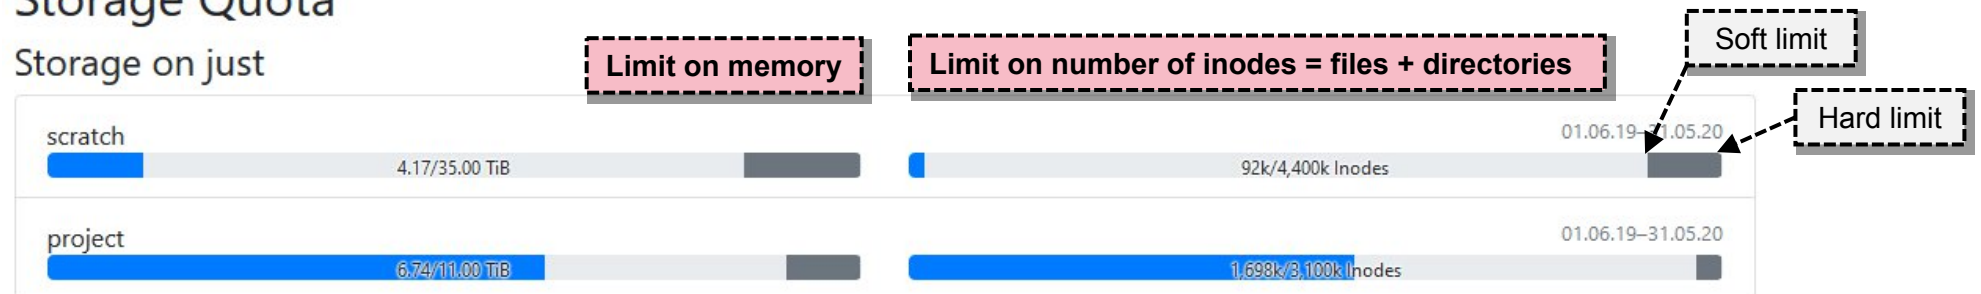 Storage Quota
Storage on just
Limit on memory
Limit on number of inodes = files + directories
Soft limit
Hard limit
scratch
01.06.19–31.05.20
4.17/35.00 TiB
92k/4,400k Inodes
project
01.06.19–31.05.20
6.74/11.00 TiB
1,698k/3,100k Inodes